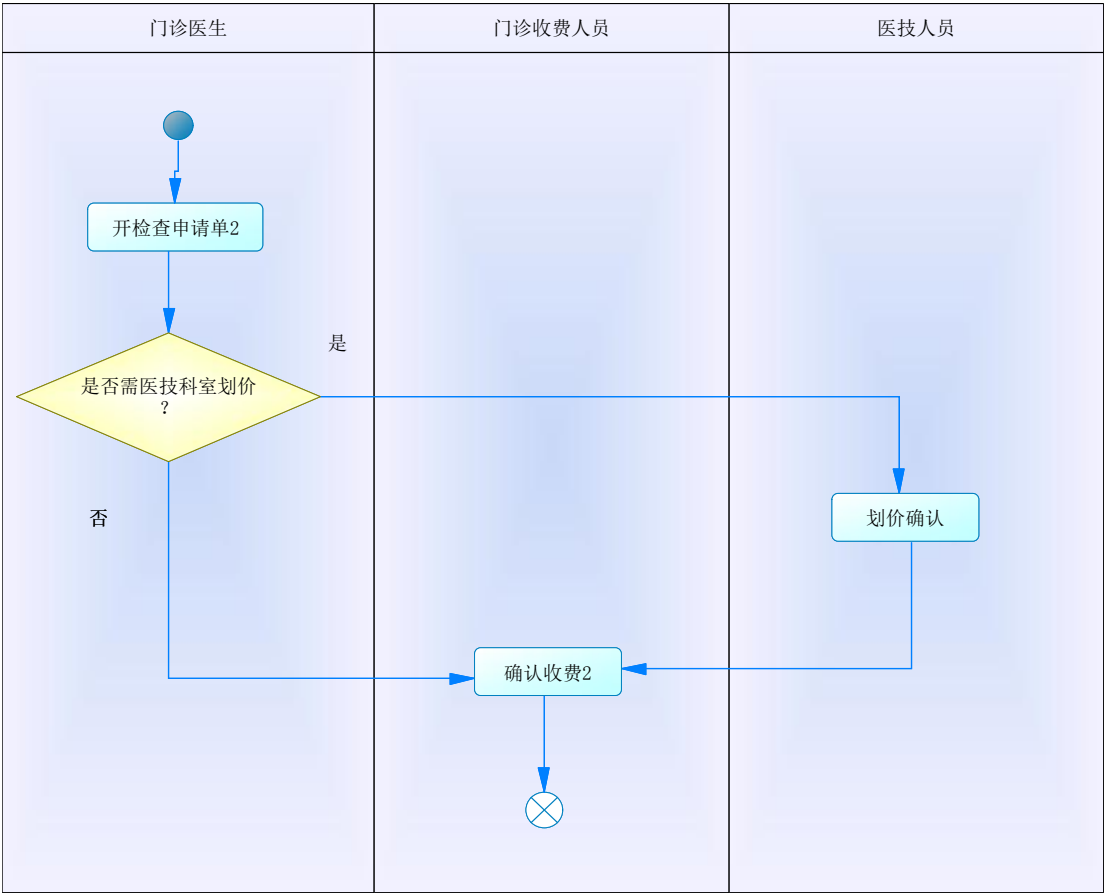 门诊医生
门诊收费人员
医技人员
开检查申请单2
是
是否需医技科室划价
？
否
划价确认
确认收费2